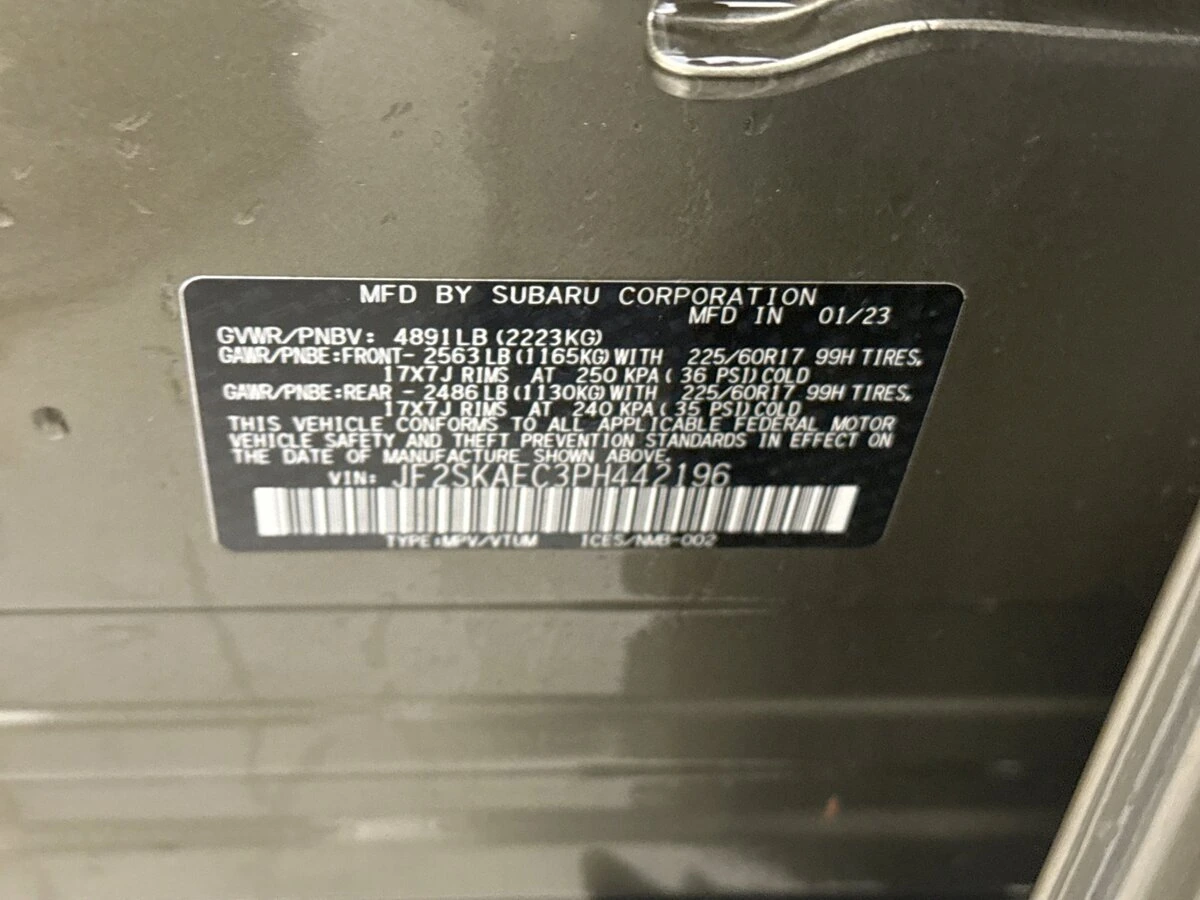 MFD BY SUBARU CORPORATION
MFD IN 01/23
GVWR/PNBV: 4891LB (2223KG)
GAWR/PNBE:FRONT- 2563LB(1165KG)WITH 225/60R17 99H TIRES,
17X7J RIMS AT 250 KPA( 36 PSI)COLD
GAWR/PNBE:REAR - 2486LB(1130KG)WITH 225/60R17 99H TIRES,
17X7J RIMS AT 240 KPA( 35 PSI)COLD
THIS VEHICLE CONFORMS TO ALL APPLICABLE FEDERAL MOTOR
VEHICLE SAFETY AND THEFT PREVENTION STANDARDS IN EFFECT ON
THE DATE OF MANUFACTURE SHOWN ABOVE.
VIN: JF2SKAEC3PH442196
TYPE:MPV/VTUM ICES/NMB-002